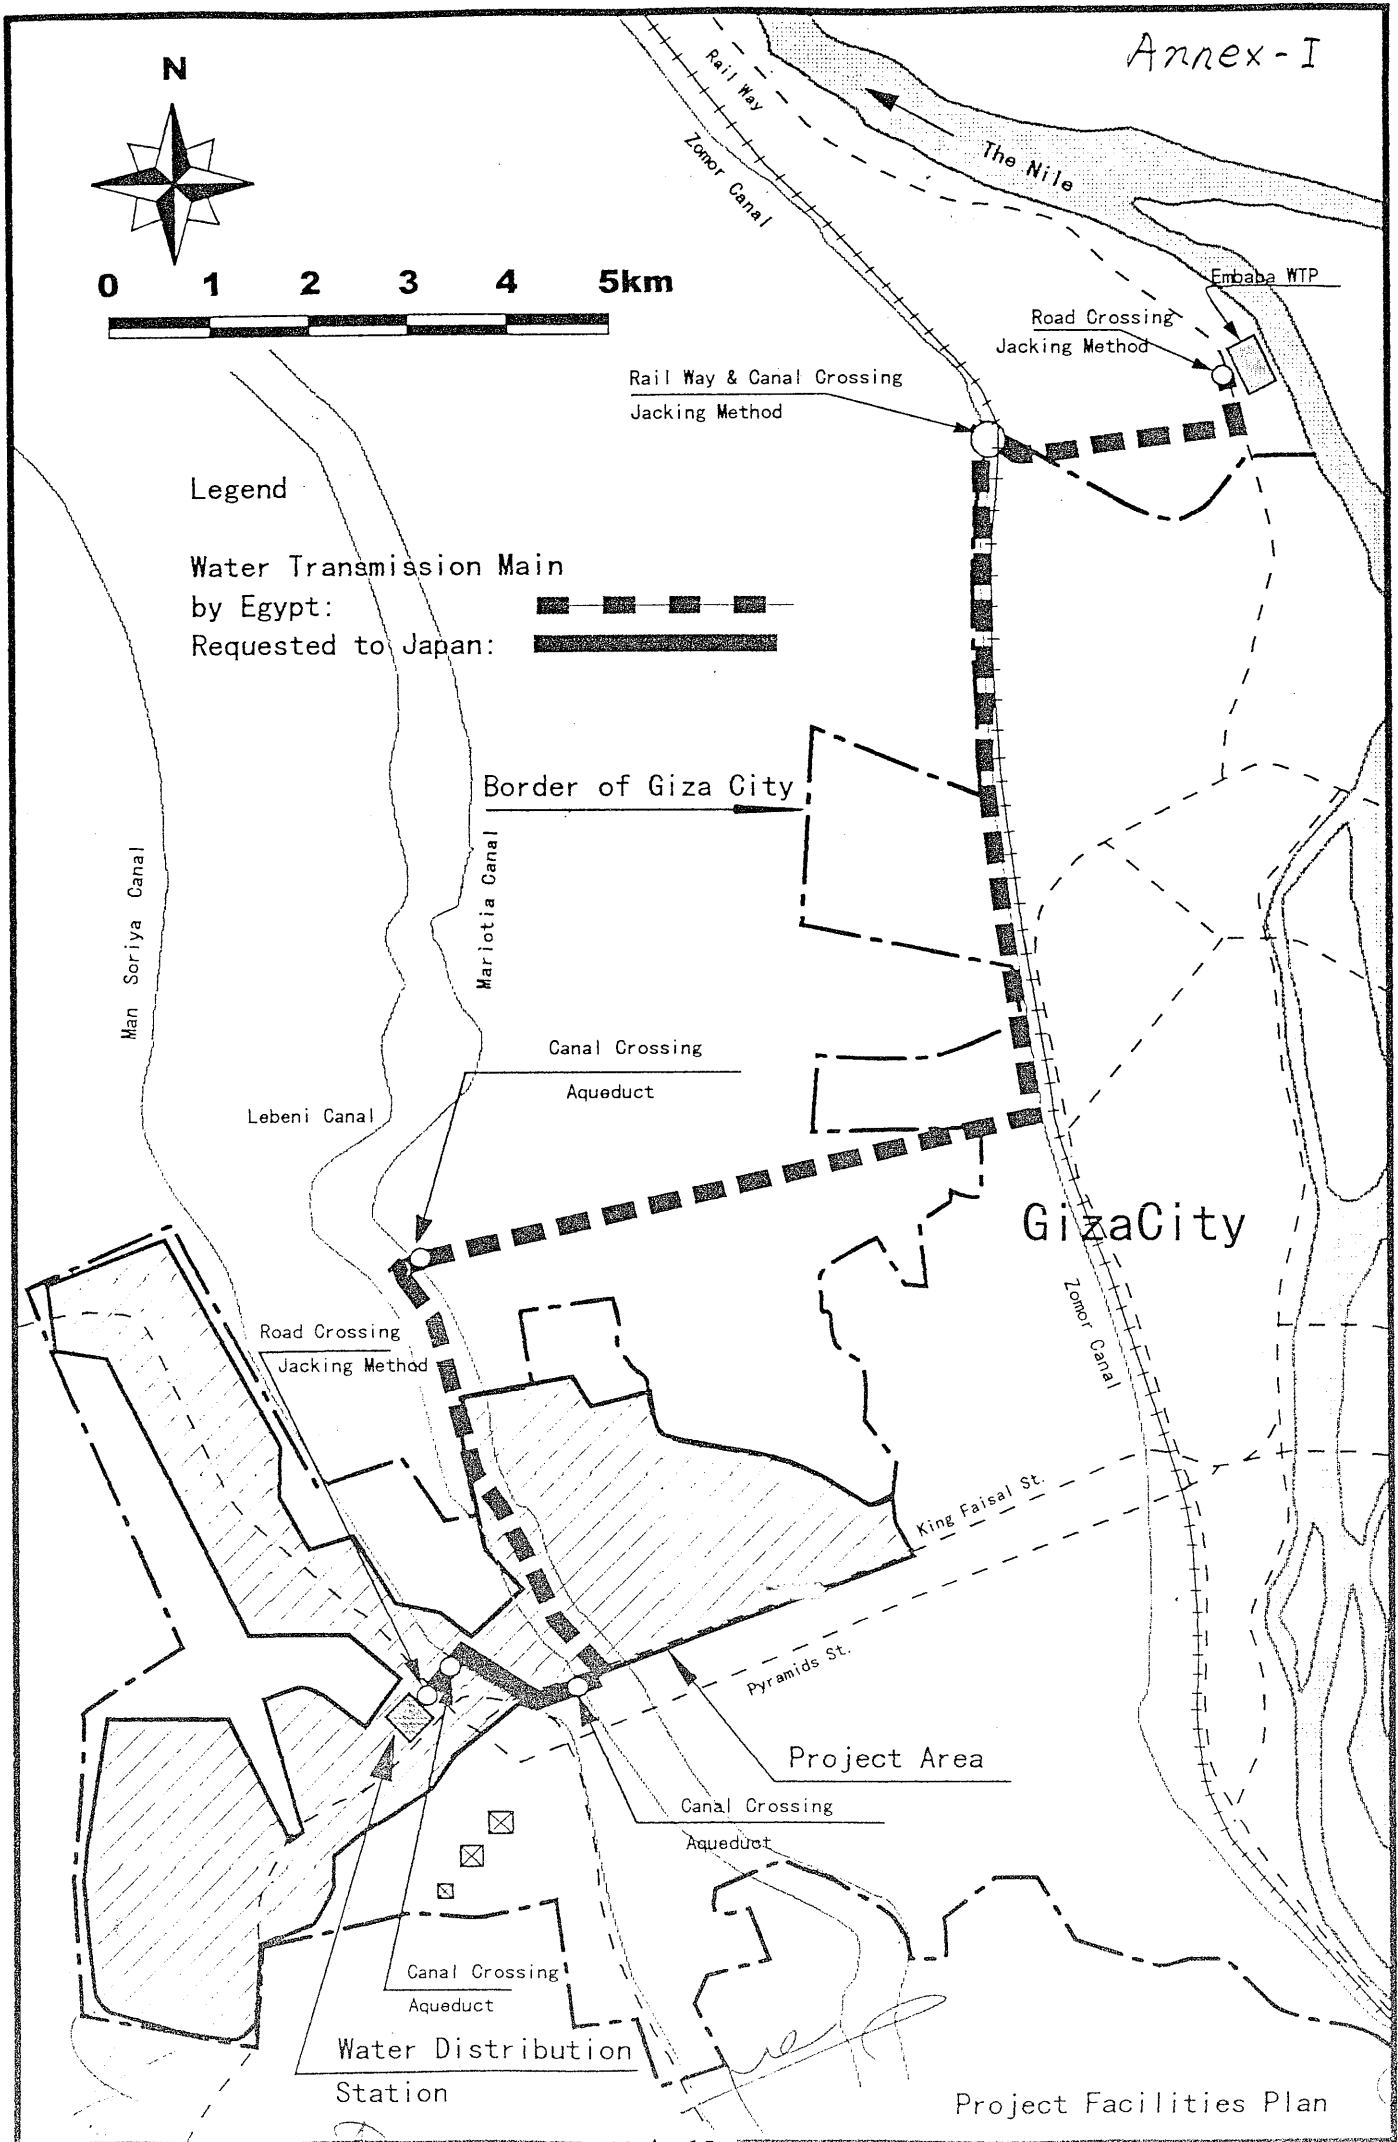 Annex-I
N
Rail Way
The Nile
Zomor Canal
0 1 2 3 4 5km
Embaba WTP
Road Crossing
Jacking Method
Rail Way & Canal Crossing
Jacking Method
Legend
Water Transmission Main
by Egypt:
Requested to Japan:
Border of Giza City
Man Soriya Canal
Mariotia Canal
Canal Crossing
Aqueduct
Lebeni Canal
GizaCity
Zomor Canal
Road Crossing
Jacking Method
King Faisal St.
Pyramids St.
Project Area
Canal Crossing
Aqueduct
Canal Crossing
Aqueduct
Water Distribution
Station
Project Facilities Plan